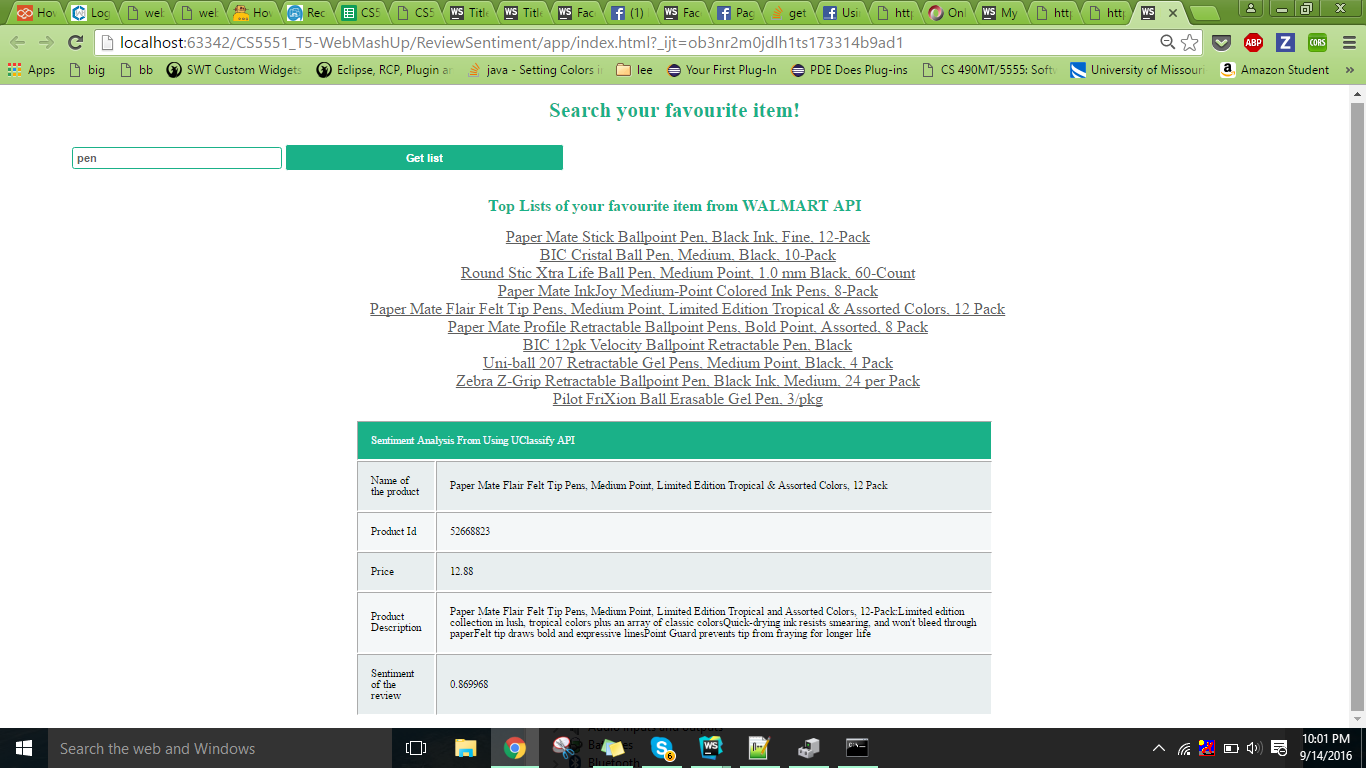 How
Log
web
web
How
Rec
CS5
CS5
Title
Title
Fac
(1)
Fac
Pag
get
Usi
http
Onl
My
http
http
localhost:63342/CS5551_T5-WebMashUp/ReviewSentiment/app/index.html?_ijt=ob3nr2m0jdlh1ts173314b9ad1
ABP
Z
CORS
Apps
big
bb
SWT Custom Widgets
Eclipse, RCP, Plugin an
java - Setting Colors i
lee
Your First Plug-In
PDE Does Plug-ins
CS 490MT/5555: Softw
University of Missouri
Amazon Student
»
Search your favourite item!
pen
Get list
Top Lists of your favourite item from WALMART API
Paper Mate Stick Ballpoint Pen, Black Ink, Fine, 12-Pack
BIC Cristal Ball Pen, Medium, Black, 10-Pack
Round Stic Xtra Life Ball Pen, Medium Point, 1.0 mm Black, 60-Count
Paper Mate InkJoy Medium-Point Colored Ink Pens, 8-Pack
Paper Mate Flair Felt Tip Pens, Medium Point, Limited Edition Tropical & Assorted Colors, 12 Pack
Paper Mate Profile Retractable Ballpoint Pens, Bold Point, Assorted, 8 Pack
BIC 12pk Velocity Ballpoint Retractable Pen, Black
Uni-ball 207 Retractable Gel Pens, Medium Point, Black, 4 Pack
Zebra Z-Grip Retractable Ballpoint Pen, Black Ink, Medium, 24 per Pack
Pilot FriXion Ball Erasable Gel Pen, 3/pkg
Sentiment Analysis From Using UClassify API
Name of
the product
Paper Mate Flair Felt Tip Pens, Medium Point, Limited Edition Tropical & Assorted Colors, 12 Pack
Product Id
52668823
Price
12.88
Product
Description
Paper Mate Flair Felt Tip Pens, Medium Point, Limited Edition Tropical and Assorted Colors, 12-Pack:Limited edition
collection in lush, tropical colors plus an array of classic colorsQuick-drying ink resists smearing, and won't bleed through
paperFelt tip draws bold and expressive linesPoint Guard prevents tip from fraying for longer life
Sentiment
of the
review
0.869968
Search the web and Windows
Audio inputs and outputs
Batteries
Bluetooth
10:01 PM
9/14/2016